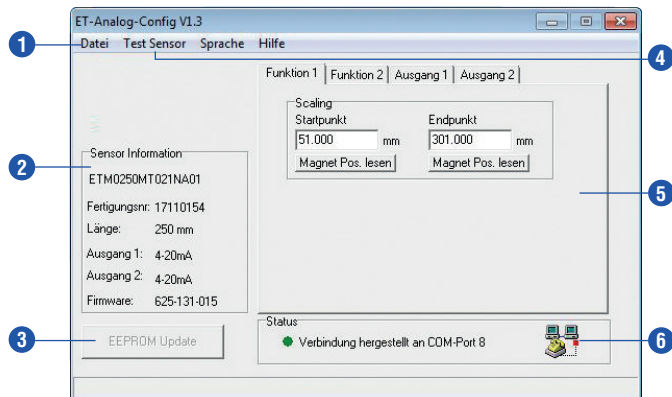 ET-Analog-Config V1.3
1
Datei Test Sensor Sprache Hilfe
4
Funktion 1 Funktion 2 Ausgang 1 Ausgang 2
Scaling
Startpunkt Endpunkt
51.000 mm 301.000 mm
Magnet Pos. lesen Magnet Pos. lesen
2
Sensor Information
ETM0250MT021NA01
Fertigungsnr: 17110154
Länge: 250 mm
Ausgang 1: 4-20mA
Ausgang 2: 4-20mA
Firmware: 625-131-015
5
3
EEPROM Update
Status
Verbindung hergestellt an COM-Port 8
6